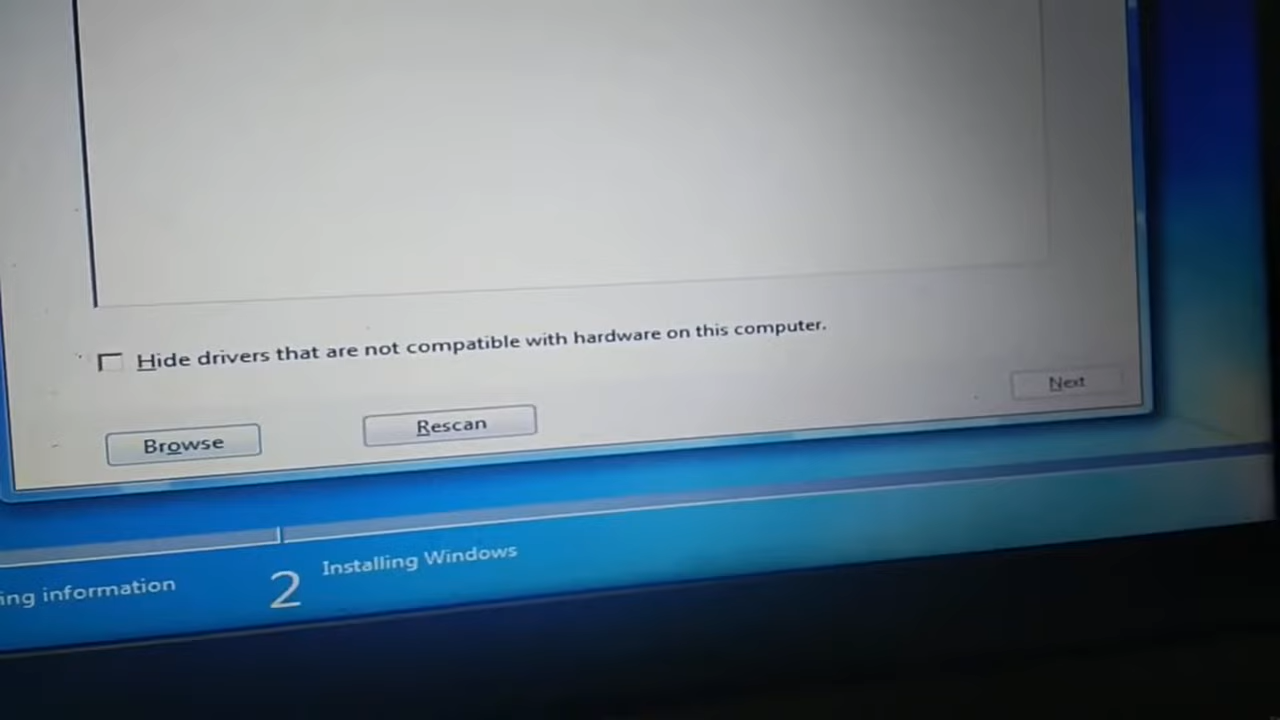 Hide drivers that are not compatible with hardware on this computer.
Next
Browse
Rescan
ing information
2
Installing Windows